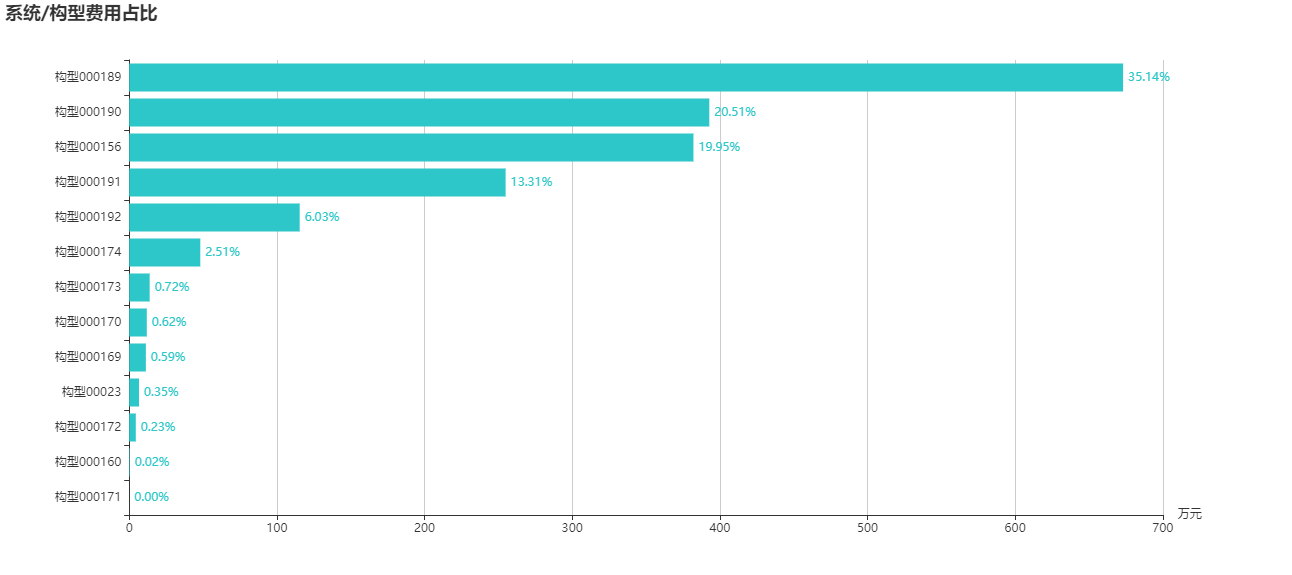 系统/构型费用占比
构型000189 35.14%
构型000190 20.51%
构型000156 19.95%
构型000191 13.31%
构型000192 6.03%
构型000174 2.51%
构型000173 0.72%
构型000170 0.62%
构型000169 0.59%
构型00023 0.35%
构型000172 0.23%
构型000160 0.02%
构型000171 0.00%
万元
0 100 200 300 400 500 600 700